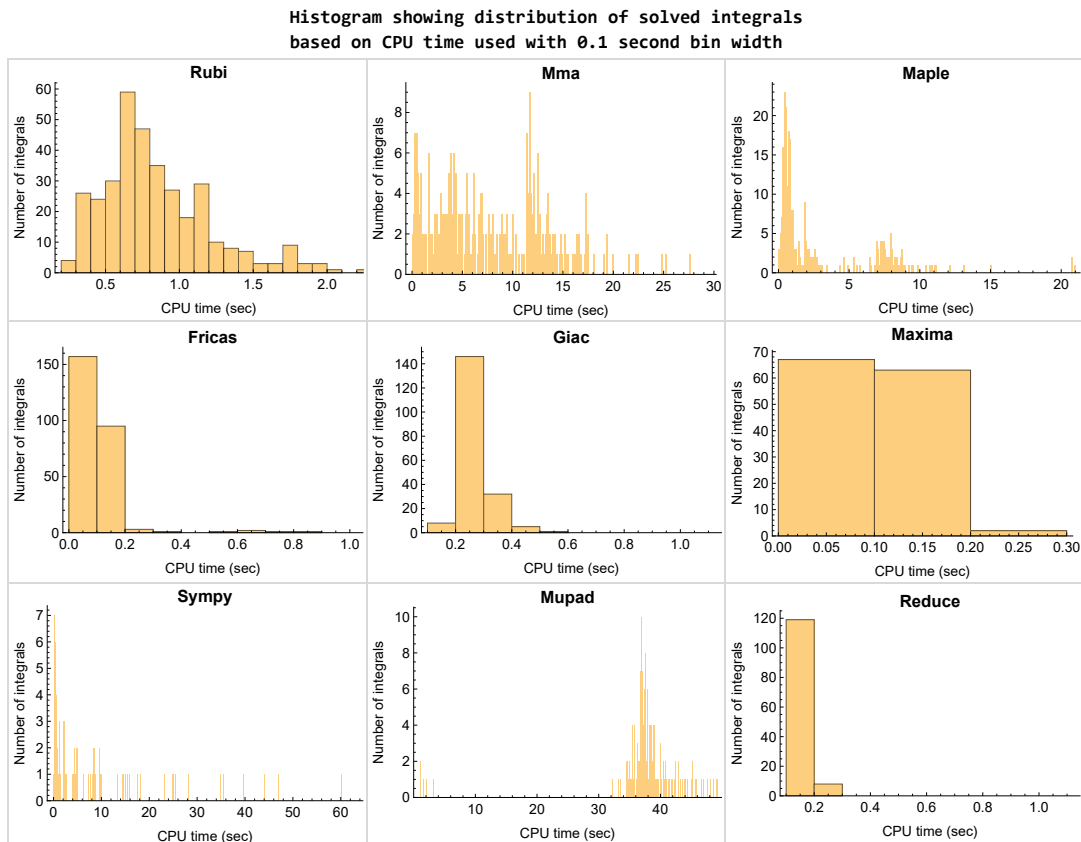 Histogram showing distribution of solved integrals
based on CPU time used with 0.1 second bin width
Rubi
Number of integrals
60
50
40
30
20
10
0
0.5 1.0 1.5 2.0
CPU time (sec)
Mma
Number of integrals
8
6
4
2
0
0 5 10 15 20 25 30
CPU time (sec)
Maple
Number of integrals
20
15
10
5
0
0 5 10 15 20
CPU time (sec)
Fricas
Number of integrals
150
100
50
0
0.0 0.2 0.4 0.6 0.8 1.0
CPU time (sec)
Giac
Number of integrals
140
120
100
80
60
40
20
0
0.2 0.4 0.6 0.8 1.0
CPU time (sec)
Maxima
Number of integrals
70
60
50
40
30
20
10
0
0.00 0.05 0.10 0.15 0.20 0.25 0.30
CPU time (sec)
Sympy
Number of integrals
7
6
5
4
3
2
1
0
0 10 20 30 40 50 60
CPU time (sec)
Mupad
Number of integrals
10
8
6
4
2
0
10 20 30 40
CPU time (sec)
Reduce
Number of integrals
120
100
80
60
40
20
0
0.2 0.4 0.6 0.8 1.0
CPU time (sec)